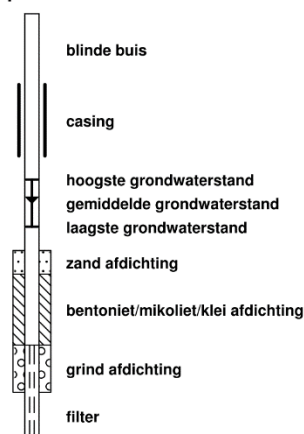 blinde buis
casing
hoogste grondwaterstand
gemiddelde grondwaterstand
laagste grondwaterstand
zand afdichting
bentoniet/mikoliet/klei afdichting
grind afdichting
filter